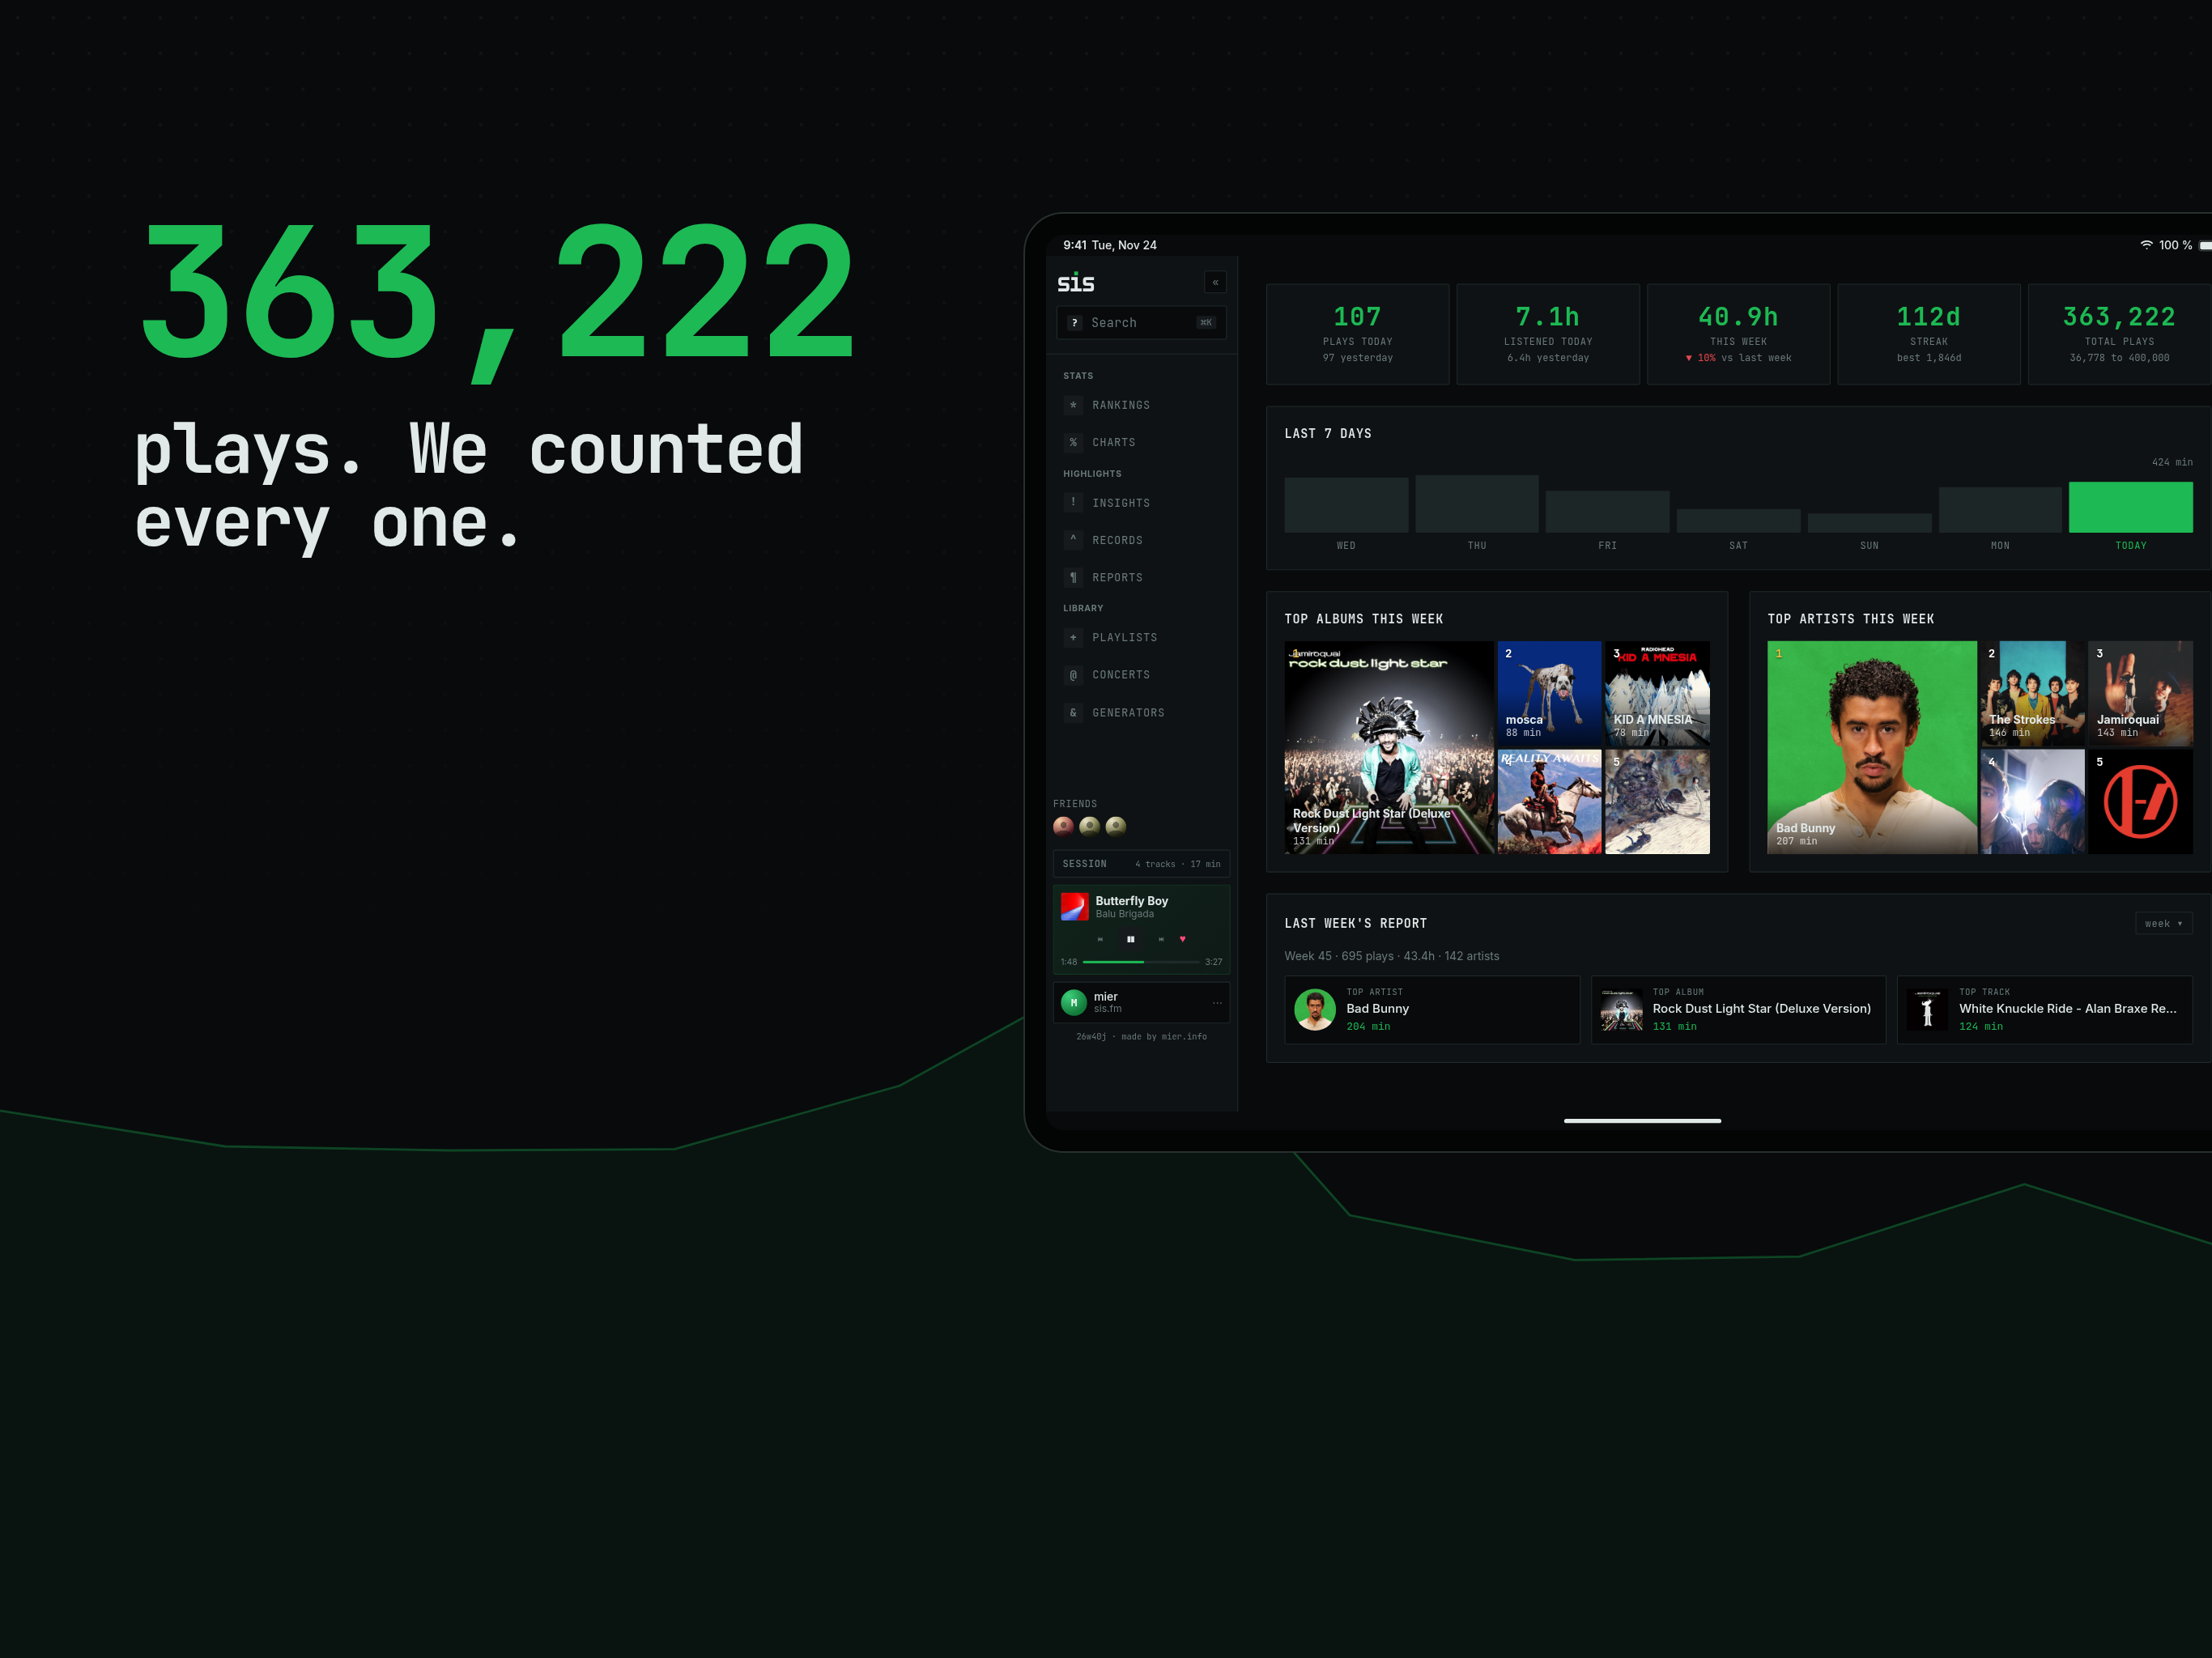 363,222
plays. We counted
every one.
9:41 Tue, Nov 24
100 %
sis
«
? Search ⌘K
STATS
* RANKINGS
% CHARTS
HIGHLIGHTS
! INSIGHTS
^ RECORDS
¶ REPORTS
LIBRARY
+ PLAYLISTS
@ CONCERTS
& GENERATORS
FRIENDS
SESSION 4 tracks · 17 min
Butterfly Boy
Balu Brigada
1:48 3:27
M mier
sis.fm
...
26w40j · made by mier.info
107
PLAYS TODAY
97 yesterday
7.1h
LISTENED TODAY
6.4h yesterday
40.9h
THIS WEEK
▼ 10% vs last week
112d
STREAK
best 1,846d
363,222
TOTAL PLAYS
36,778 to 400,000
LAST 7 DAYS
424 min
WED THU FRI SAT SUN MON TODAY
TOP ALBUMS THIS WEEK
1
Jamiroquai
rock dust light star
Rock Dust Light Star (Deluxe
Version)
131 min
2
mosca
88 min
3
RADIOHEAD
KID A MNESIA
KID A MNESIA
78 min
4
REALITY AWAITS
5
TOP ARTISTS THIS WEEK
1
Bad Bunny
207 min
2
The Strokes
146 min
3
Jamiroquai
143 min
4
5
LAST WEEK'S REPORT
week ▾
Week 45 · 695 plays · 43.4h · 142 artists
TOP ARTIST
Bad Bunny
204 min
TOP ALBUM
Rock Dust Light Star (Deluxe Version)
131 min
TOP TRACK
White Knuckle Ride - Alan Braxe Re...
124 min